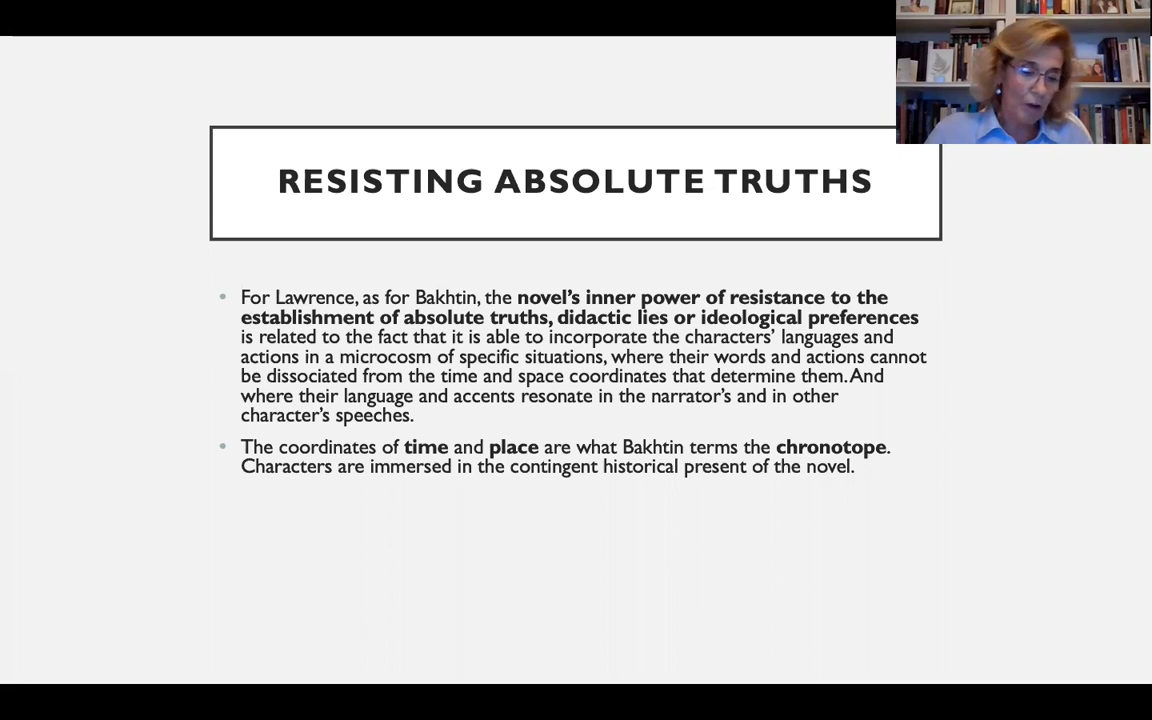 RESISTING ABSOLUTE TRUTHS
• For Lawrence, as for Bakhtin, the novel’s inner power of resistance to the
establishment of absolute truths, didactic lies or ideological preferences
is related to the fact that it is able to incorporate the characters’ languages and
actions in a microcosm of specific situations, where their words and actions cannot
be dissociated from the time and space coordinates that determine them. And
where their language and accents resonate in the narrator’s and in other
character’s speeches.
• The coordinates of time and place are what Bakhtin terms the chronotope.
Characters are immersed in the contingent historical present of the novel.